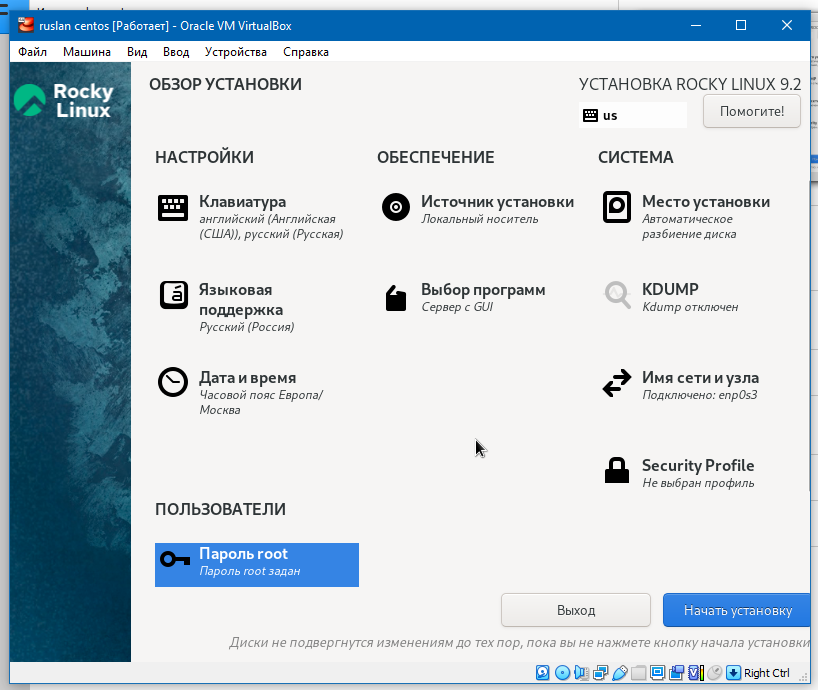 ruslan centos [Работает] - Oracle VM VirtualBox
Файл Машина Вид Ввод Устройства Справка
Rocky
Linux
ОБЗОР УСТАНОВКИ
УСТАНОВКА ROCKY LINUX 9.2
us
Помогите!
НАСТРОЙКИ
Клавиатура
английский (Английская
(США)), русский (Русская)
Языковая
поддержка
Русский (Россия)
Дата и время
Часовой пояс Европа/
Москва
ОБЕСПЕЧЕНИЕ
Источник установки
Локальный носитель
Выбор программ
Сервер с GUI
СИСТЕМА
Место установки
Автоматическое
разбиение диска
KDUMP
Kdump отключен
Имя сети и узла
Подключено: enp0s3
Security Profile
Не выбран профиль
ПОЛЬЗОВАТЕЛИ
Пароль root
Пароль root задан
Выход
Начать установку
Диски не подвергнутся изменениям до тех пор, пока вы не нажмете кнопку начала установки
Right Ctrl